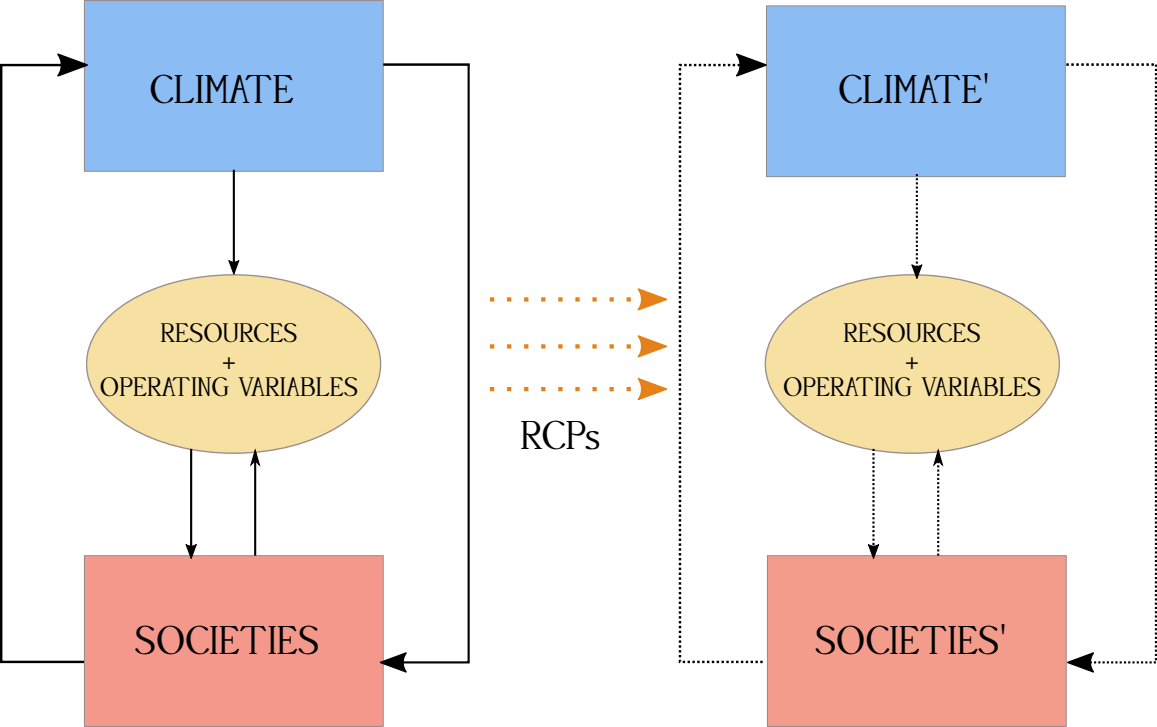 CLIMATE
RESOURCES
+
OPERATING VARIABLES
SOCIETIES
RCPs
CLIMATE'
RESOURCES
+
OPERATING VARIABLES
SOCIETIES'